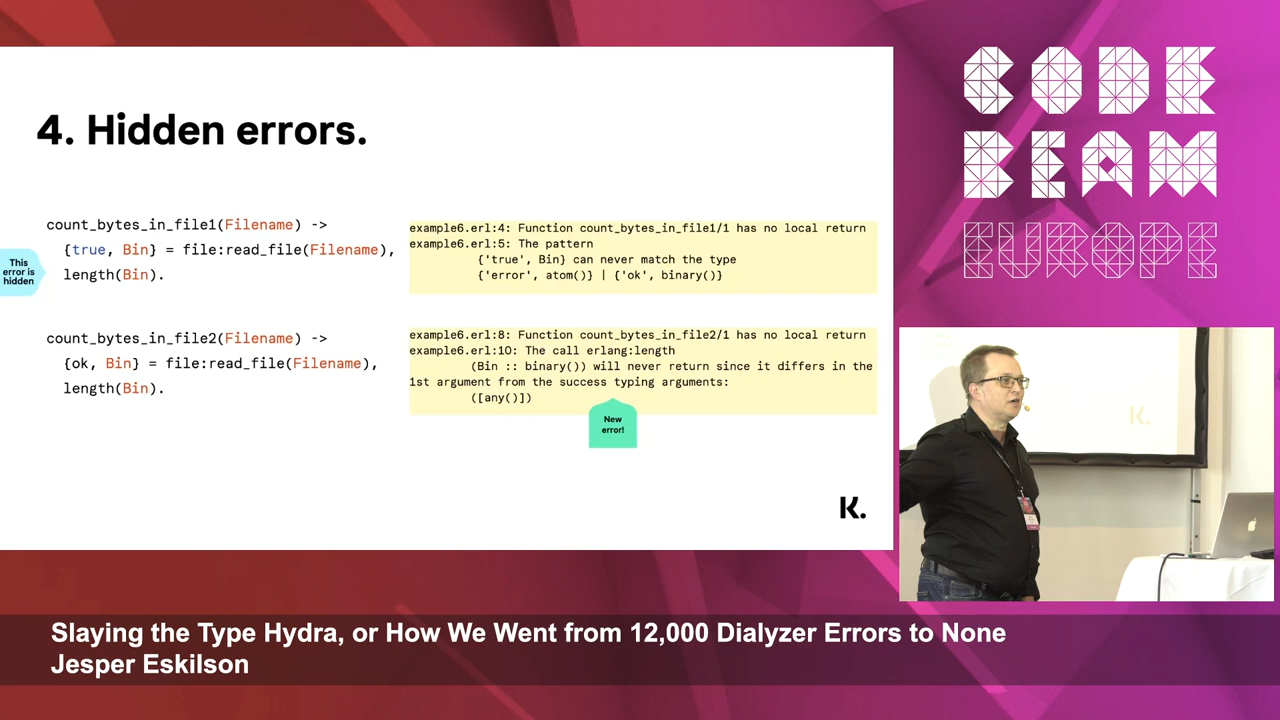 4. Hidden errors.
count_bytes_in_file1(Filename) ->
{true, Bin} = file:read_file(Filename),
length(Bin).
This
error is
hidden
example6.erl:4: Function count_bytes_in_file1/1 has no local return
example6.erl:5: The pattern
{'true', Bin} can never match the type
{'error', atom()} | {'ok', binary()}
count_bytes_in_file2(Filename) ->
{ok, Bin} = file:read_file(Filename),
length(Bin).
example6.erl:8: Function count_bytes_in_file2/1 has no local return
example6.erl:10: The call erlang:length
(Bin :: binary()) will never return since it differs in the
1st argument from the success typing arguments:
([any()])
New
error!
K.
CODE
BEAM
EUROPE
K.
Slaying the Type Hydra, or How We Went from 12,000 Dialyzer Errors to None
Jesper Eskilson